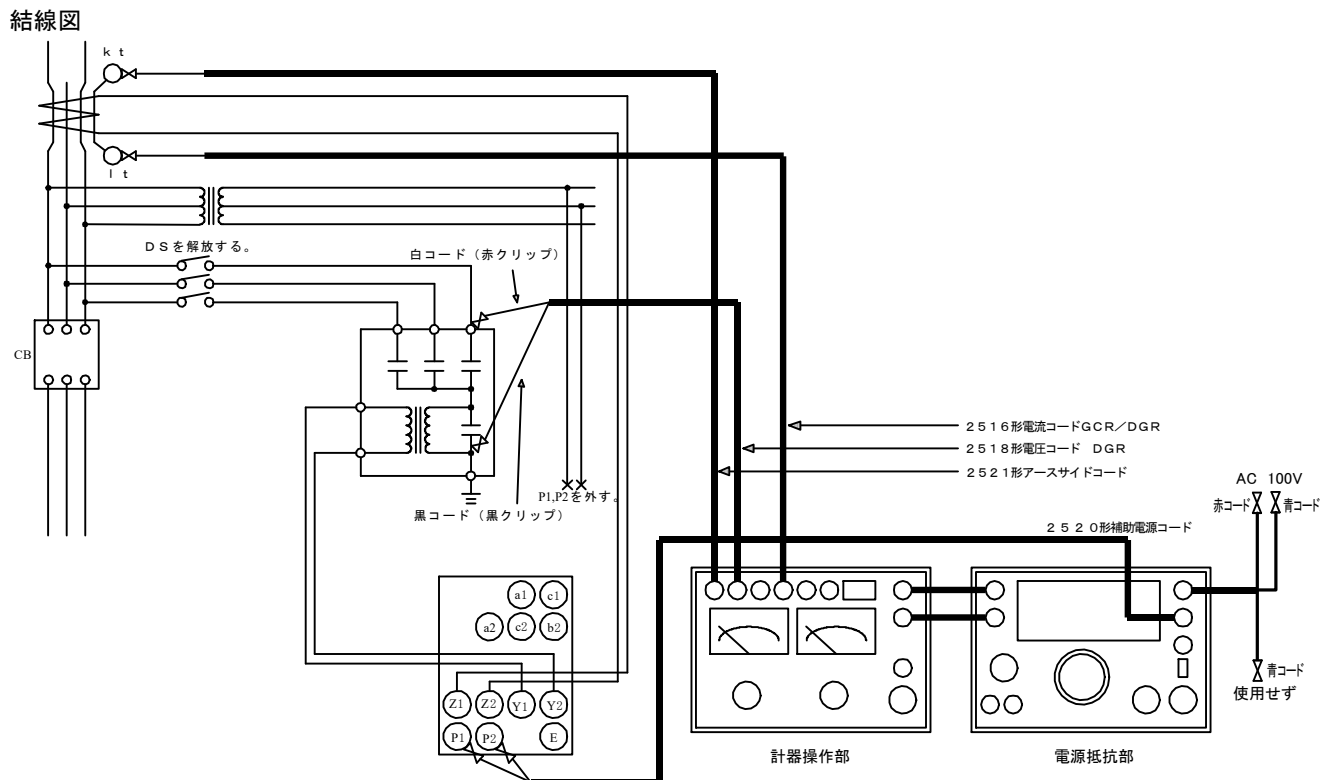 結線図
k t
l t
DSを解放する。
白コード（赤クリップ）
CB
2516形電流コードGCR／DGR
2518形電圧コード DGR
2521形アースサイドコード
P1,P2を外す。
黒コード（黒クリップ）
AC 100V
赤コード
青コード
2520形補助電源コード
a1
c1
a2
c2
b2
Z1
Z2
Y1
Y2
P1
P2
E
青コード
使用せず
計器操作部
電源抵抗部